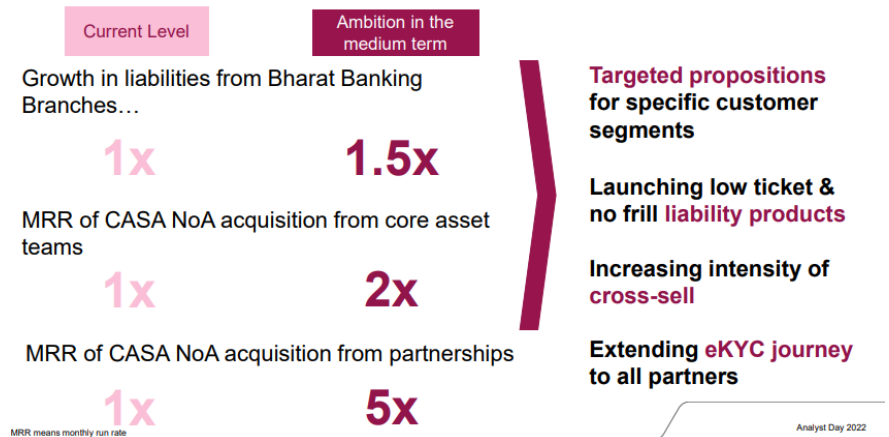 Current Level
Ambition in the
medium term
Growth in liabilities from Bharat Banking
Branches…
1x
1.5x
MRR of CASA NoA acquisition from core asset
teams
1x
2x
MRR of CASA NoA acquisition from partnerships
1x
5x
Targeted propositions
for specific customer
segments
Launching low ticket &
no frill liability products
Increasing intensity of
cross-sell
Extending eKYC journey
to all partners
MRR means monthly run rate
Analyst Day 2022